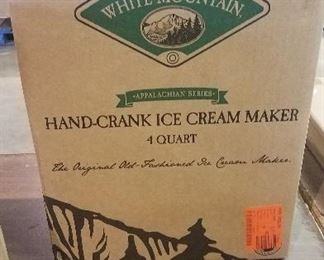 WHITE MOUNTAIN
APPALACHIAN SERIES
HAND-CRANK ICE CREAM MAKER
4 QUART
The Original Old-Fashioned Ice Cream Maker.